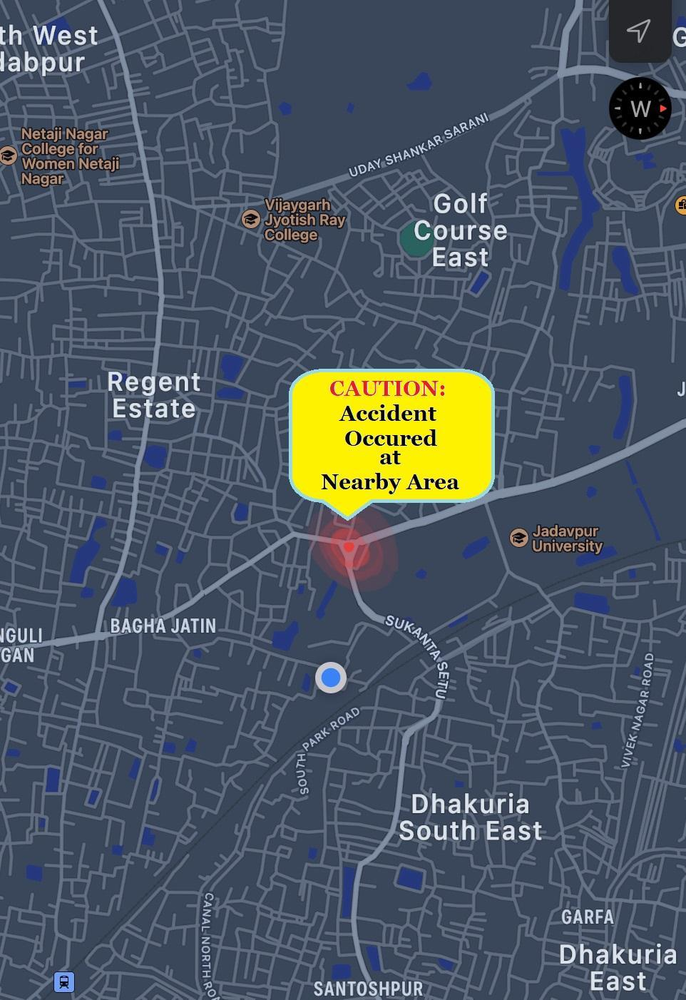 th West
dabpur
G
W
UDAY SHANKAR SARANI
Netaji Nagar
College for
Women Netaji
Nagar
Vijaygarh
Jyotish Ray
College
Golf
Course
East
Regent
Estate
J
CAUTION:
Accident
Occured
at
Nearby Area
Jadavpur
University
BAGHA JATIN
NGULI
GAN
SUKANTA SETU
VIVEK NAGAR ROAD
SOUTH PARK ROAD
Dhakuria
South East
CANAL NORTH RO
GARFA
Dhakuria
East
SANTOSHPUR